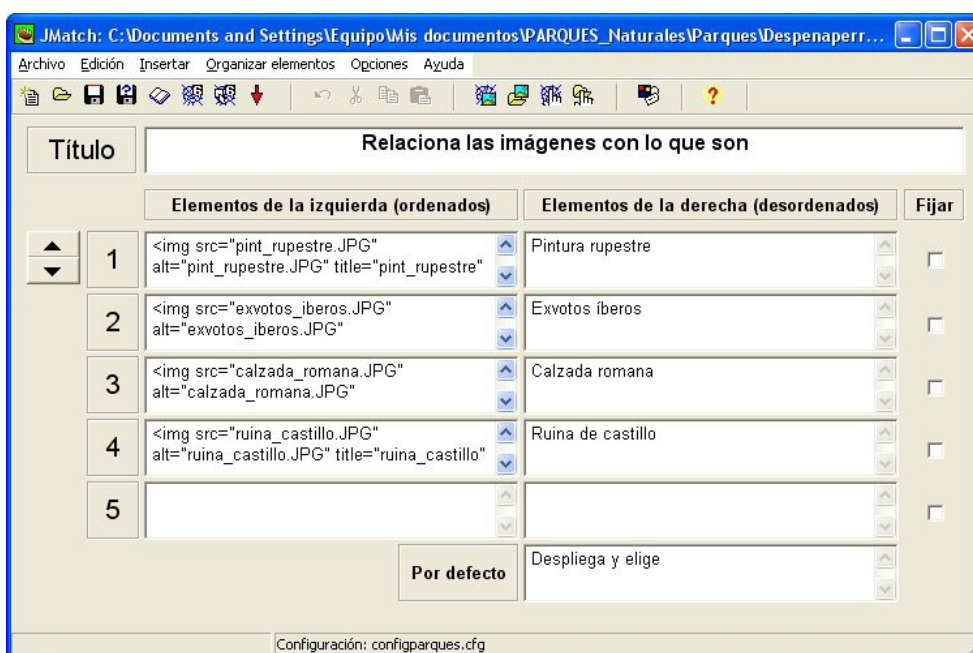 JMatch: C:\Documents and Settings\Equipo\Mis documentos\PARQUES_Naturales\Parques\Despenaperr...
Archivo Edición Insertar Organizar elementos Opciones Ayuda
Título
Relaciona las imágenes con lo que son
Elementos de la izquierda (ordenados) Elementos de la derecha (desordenados) Fijar
1
<img src="pint_rupestre.JPG"
alt="pint_rupestre.JPG" title="pint_rupestre"
Pintura rupestre
2
<img src="exvotos_iberos.JPG"
alt="exvotos_iberos.JPG"
Exvotos íberos
3
<img src="calzada_romana.JPG"
alt="calzada_romana.JPG"
Calzada romana
4
<img src="ruina_castillo.JPG"
alt="ruina_castillo.JPG" title="ruina_castillo"
Ruina de castillo
5
Por defecto
Despliega y elige
Configuración: configparques.cfg